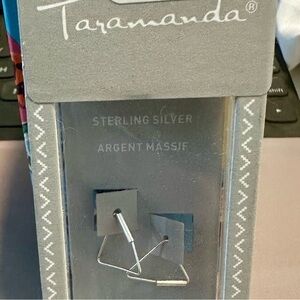 Taramanda®
STERLING SILVER
ARGENT MASSIF